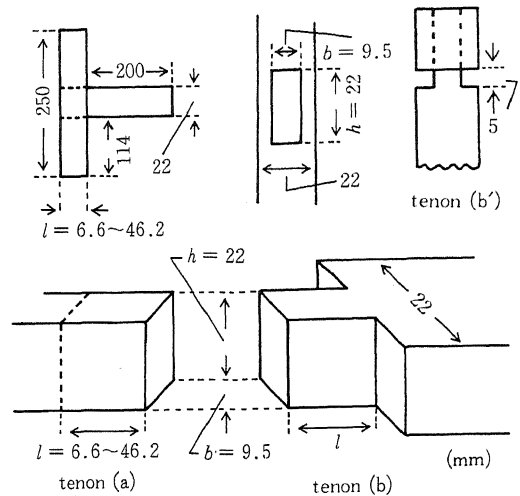 200
250
22
114
l = 6.6~46.2
b = 9.5
h = 22
22
5
tenon (b′)
h = 22
22
l = 6.6~46.2
b = 9.5
l
(mm)
tenon (a)
tenon (b)